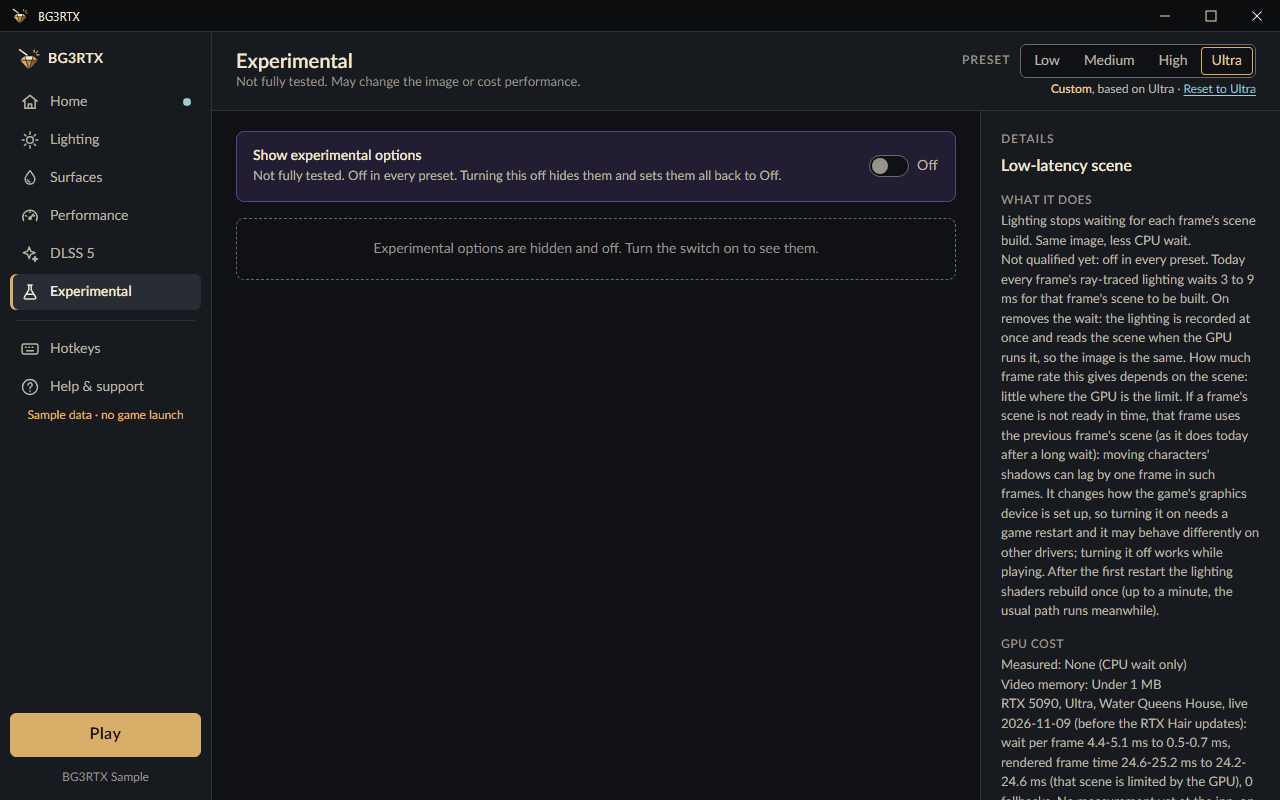 BG3RTX
BG3RTX
Home
Lighting
Surfaces
Performance
DLSS 5
Experimental
Hotkeys
Help & support
Sample data · no game launch
Play
BG3RTX Sample
Experimental
Not fully tested. May change the image or cost performance.
PRESET
Low
Medium
High
Ultra
Custom, based on Ultra · Reset to Ultra
Show experimental options
Not fully tested. Off in every preset. Turning this off hides them and sets them all back to Off.
Off
Experimental options are hidden and off. Turn the switch on to see them.
DETAILS
Low-latency scene
WHAT IT DOES
Lighting stops waiting for each frame's scene
build. Same image, less CPU wait.
Not qualified yet: off in every preset. Today
every frame's ray-traced lighting waits 3 to 9
ms for that frame's scene to be built. On
removes the wait: the lighting is recorded at
once and reads the scene when the GPU
runs it, so the image is the same. How much
frame rate this gives depends on the scene:
little where the GPU is the limit. If a frame's
scene is not ready in time, that frame uses
the previous frame's scene (as it does today
after a long wait): moving characters'
shadows can lag by one frame in such
frames. It changes how the game's graphics
device is set up, so turning it on needs a
game restart and it may behave differently on
other drivers; turning it off works while
playing. After the first restart the lighting
shaders rebuild once (up to a minute, the
usual path runs meanwhile).
GPU COST
Measured: None (CPU wait only)
Video memory: Under 1 MB
RTX 5090, Ultra, Water Queens House, live
2026-11-09 (before the RTX Hair updates):
wait per frame 4.4-5.1 ms to 0.5-0.7 ms,
rendered frame time 24.6-25.2 ms to 24.2-
24.6 ms (that scene is limited by the GPU), 0